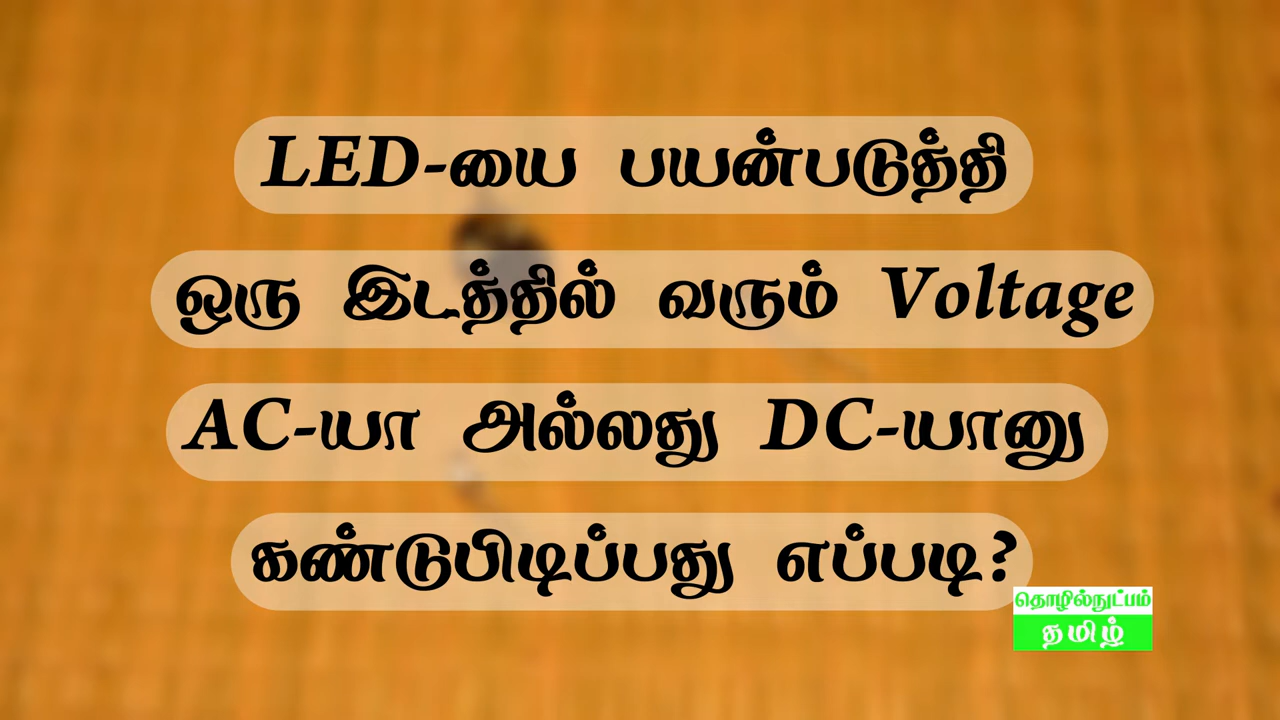 LED-யை பயன்படுத்தி
ஒரு இடத்தில் வரும் Voltage
AC-யா அல்லது DC-யானு
கண்டுபிடிப்பது எப்படி?
தொழில்நுட்பம்
தமிழ்